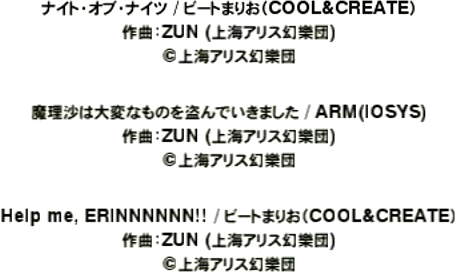 ナイト・オブ・ナイツ / ビートまりお(COOL&CREATE)
作曲:ZUN (上海アリス幻樂団)
©上海アリス幻樂団
魔理沙は大変なものを盗んでいきました / ARM(IOSYS)
作曲:ZUN (上海アリス幻樂団)
©上海アリス幻樂団
Help me, ERINNNNNN!! / ビートまりお(COOL&CREATE)
作曲:ZUN (上海アリス幻樂団)
©上海アリス幻樂団